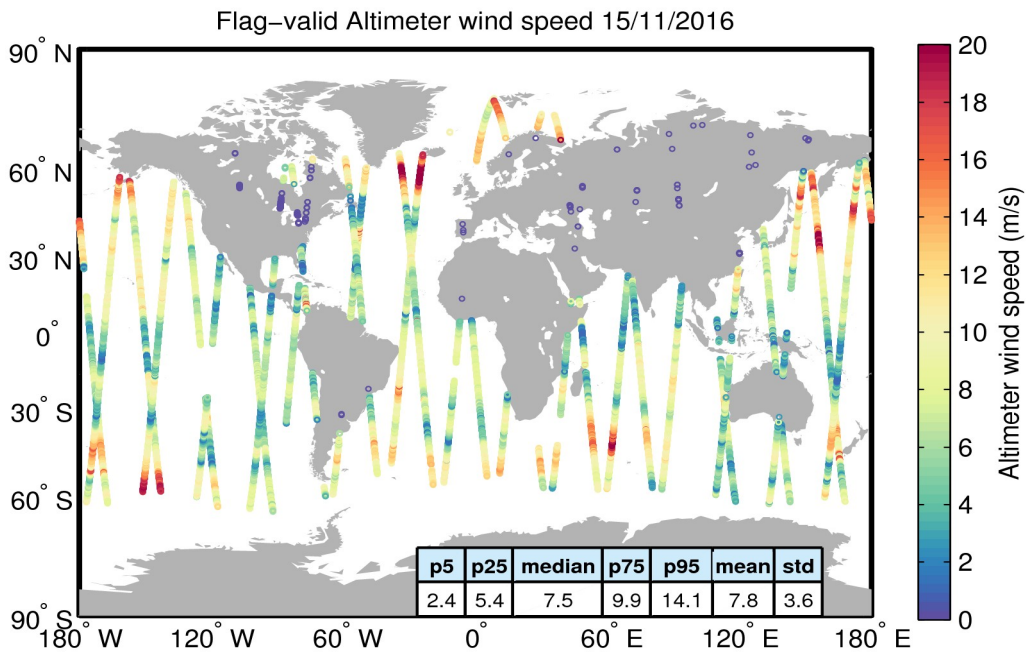 Flag−valid Altimeter wind speed 15/11/2016
90° N
60° N
30° N
0°
30° S
60° S
90° S
180° W
120° W
60° W
0°
60° E
120° E
180° E
p5 p25 median p75 p95 mean std
2.4 5.4 7.5 9.9 14.1 7.8 3.6
20
18
16
14
12
10
8
6
4
2
0
Altimeter wind speed (m/s)